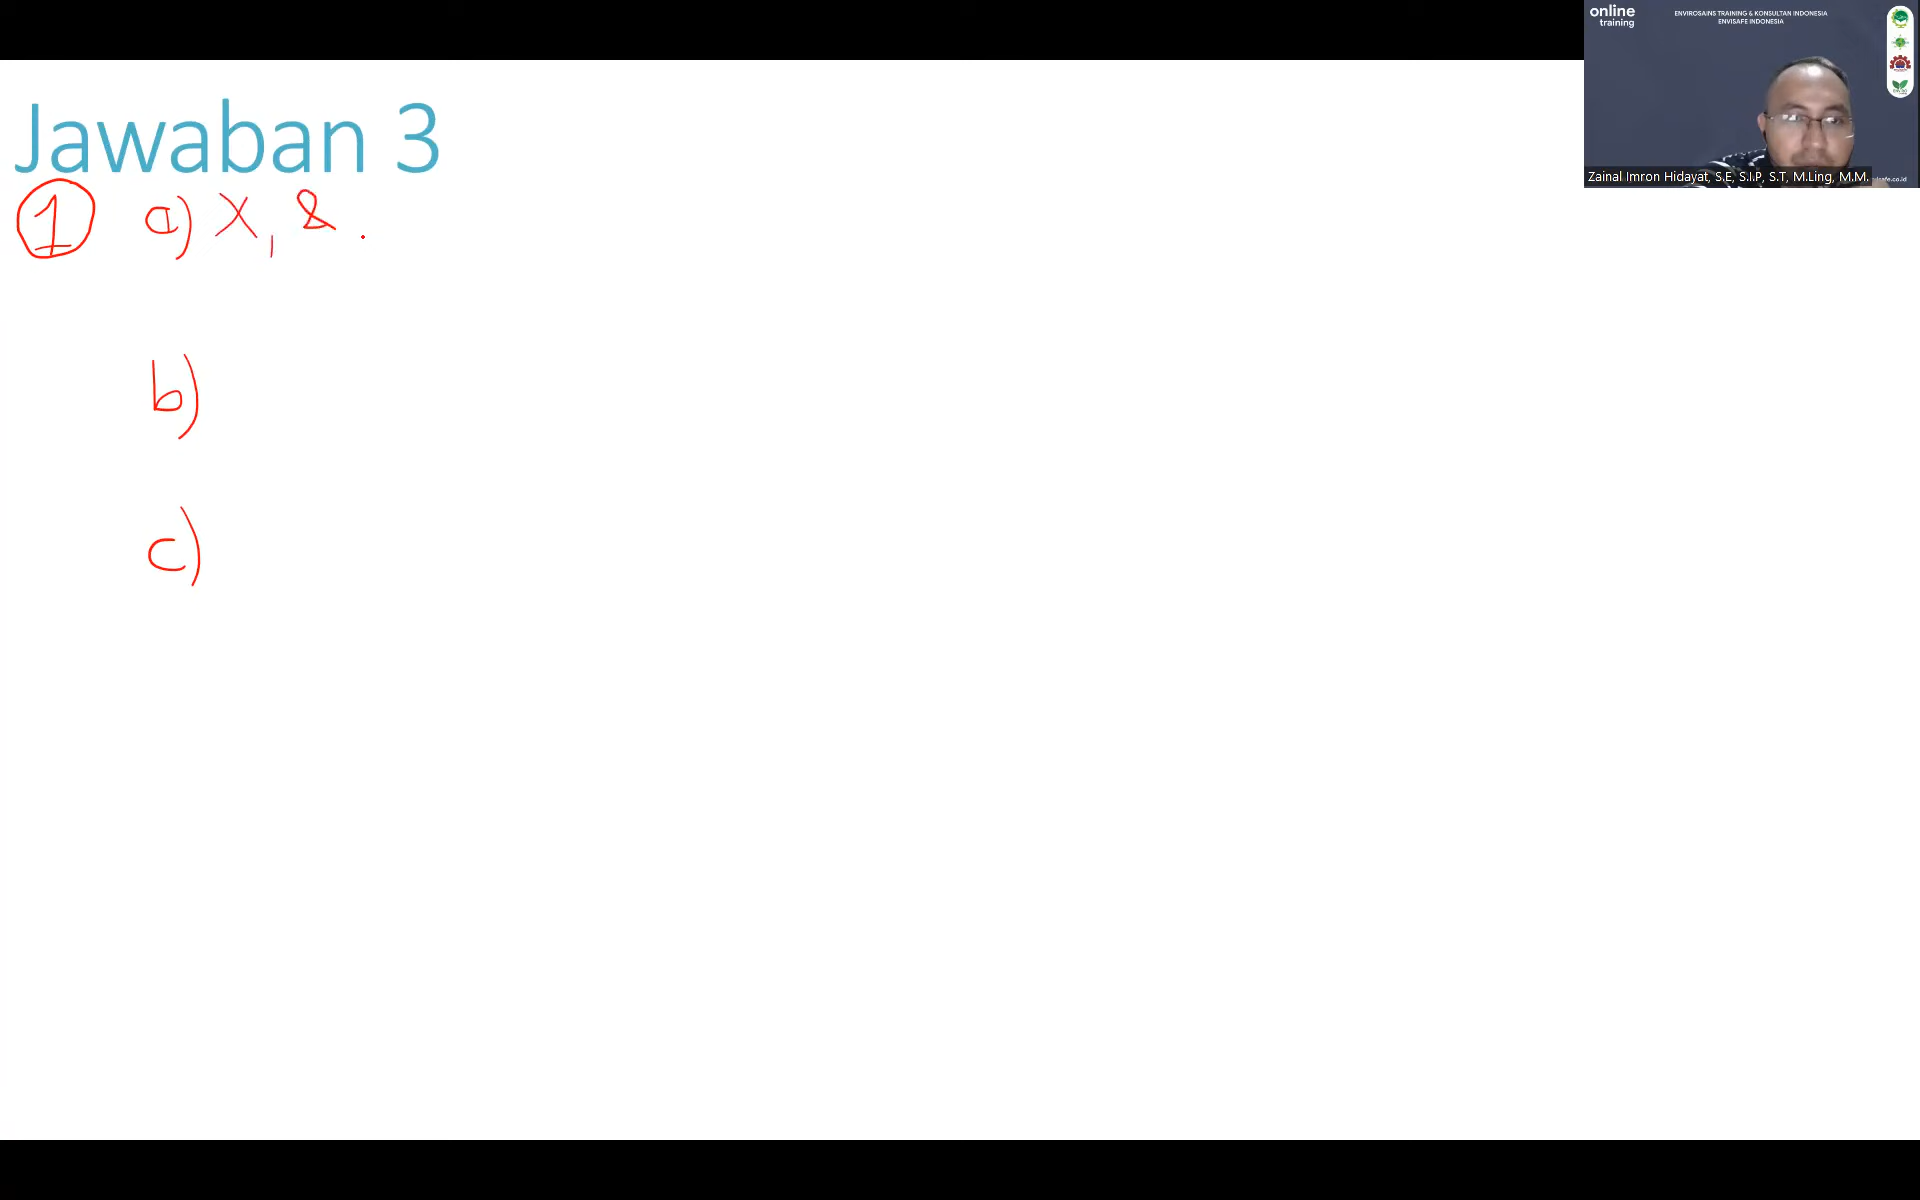 online
training
ENVIROSAINS TRAINING & KONSULTAN INDONESIA
ENVISAFE INDONESIA
Zainal Imron Hidayat, S.E, S.I.P, S.T, M.Ling, M.M.
Jawaban 3
1 a) X, & .
b)
c)